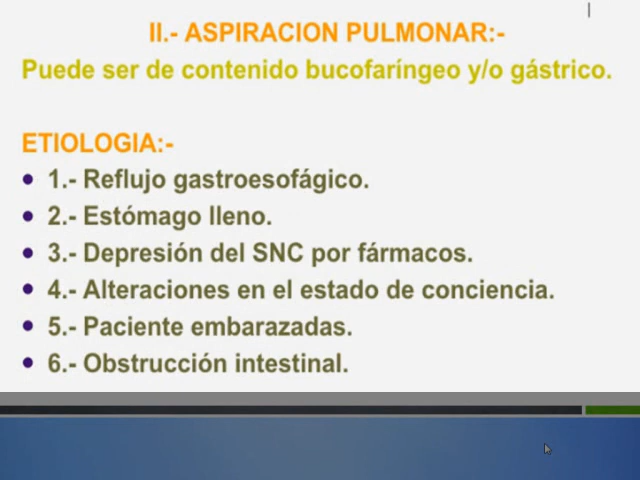 II.- ASPIRACION PULMONAR:-
Puede ser de contenido bucofaríngeo y/o gástrico.
ETIOLOGIA:-
• 1.- Reflujo gastroesofágico.
• 2.- Estómago lleno.
• 3.- Depresión del SNC por fármacos.
• 4.- Alteraciones en el estado de conciencia.
• 5.- Paciente embarazadas.
• 6.- Obstrucción intestinal.